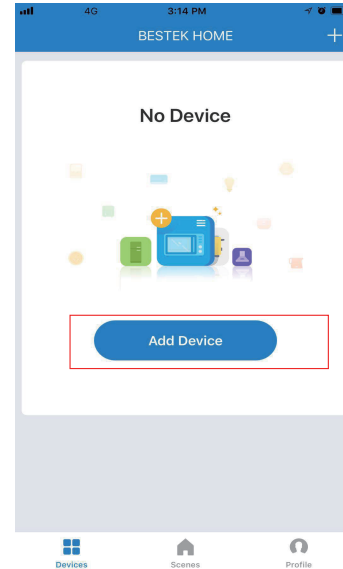 4G 3:14 PM
BESTEK HOME +
No Device
Add Device
Devices Scenes Profile